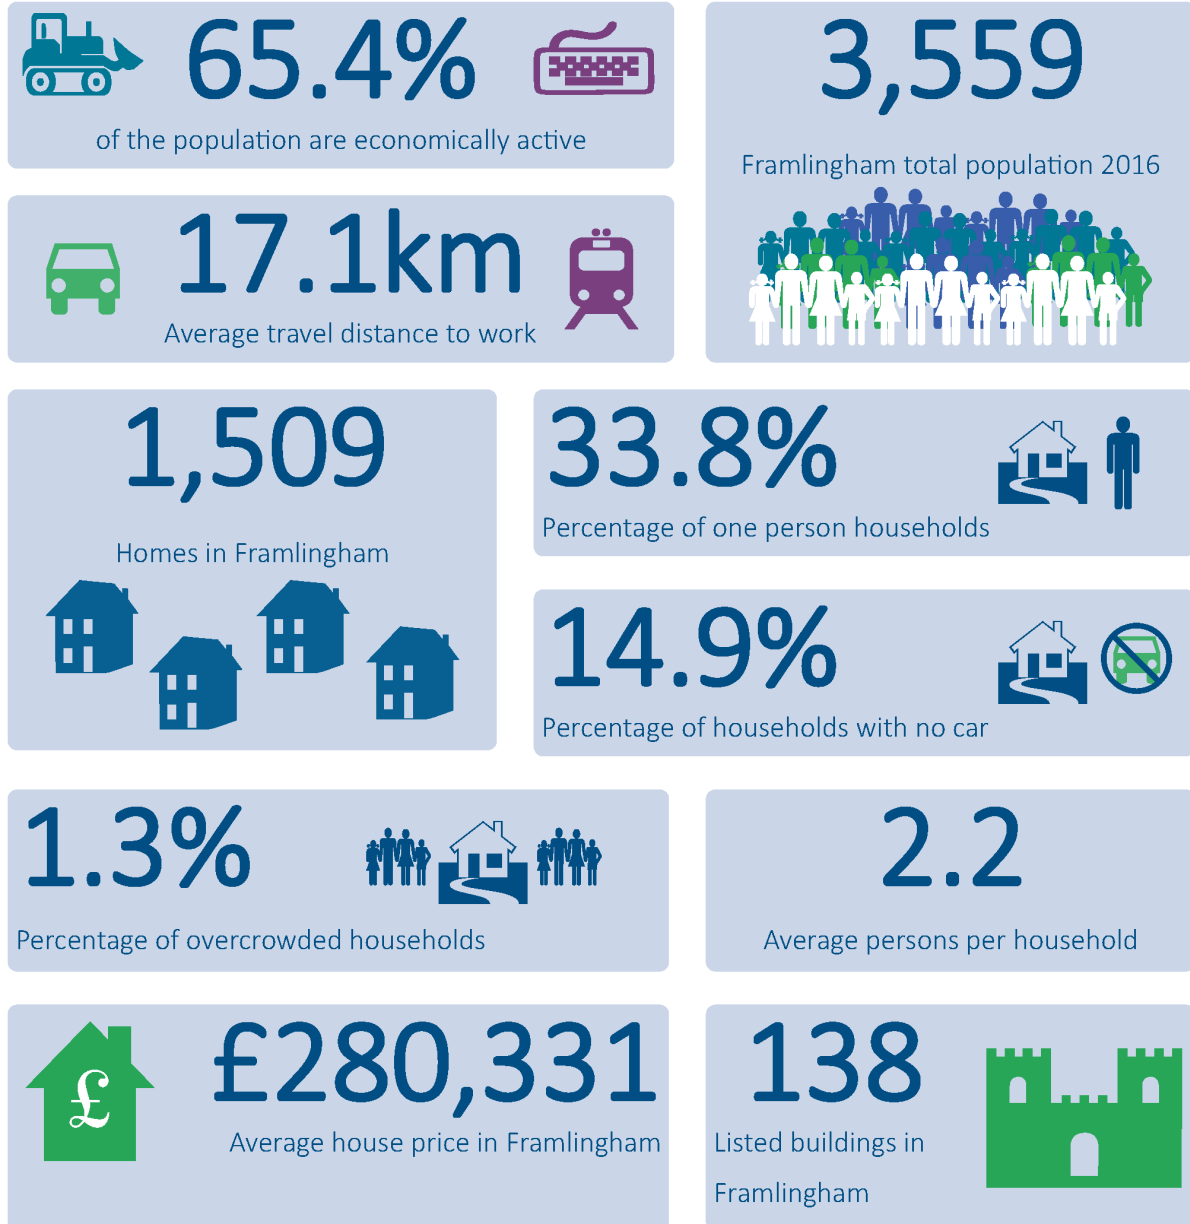 65.4%
of the population are economically active
3,559
Framlingham total population 2016
17.1km
Average travel distance to work
1,509
Homes in Framlingham
33.8%
Percentage of one person households
14.9%
Percentage of households with no car
1.3%
Percentage of overcrowded households
2.2
Average persons per household
£
£280,331
Average house price in Framlingham
138
Listed buildings in
Framlingham